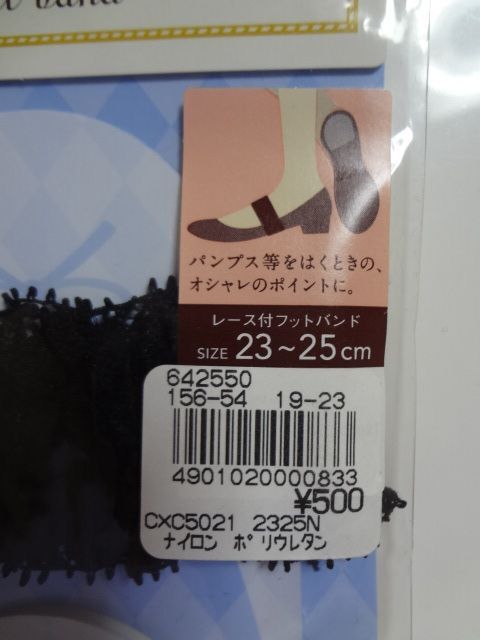 band
パンプス等をはくときの、
オシャレのポイントに。
レース付フットバンド
SIZE 23~25cm
642550
156-54 19-23
4901020000833
¥500
CXC5021 2325N
ナイロン ポリウレタン